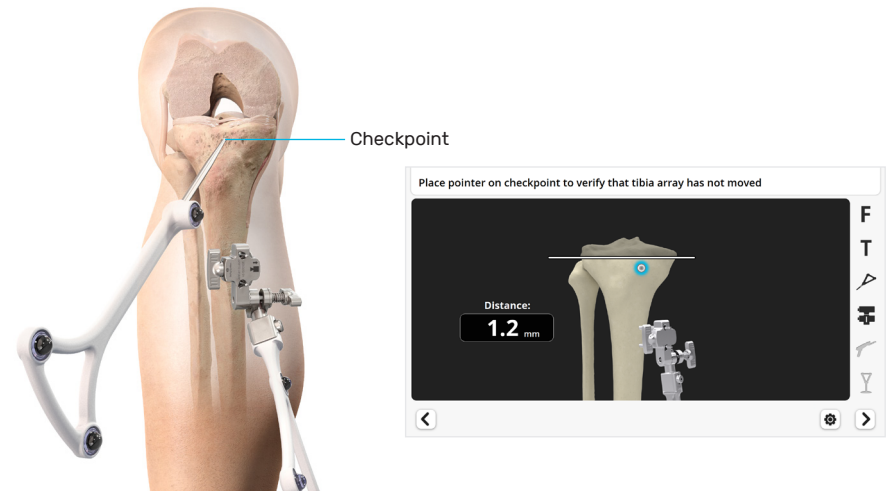 Checkpoint
Place pointer on checkpoint to verify that tibia array has not moved
F
T
Distance:
1.2 mm